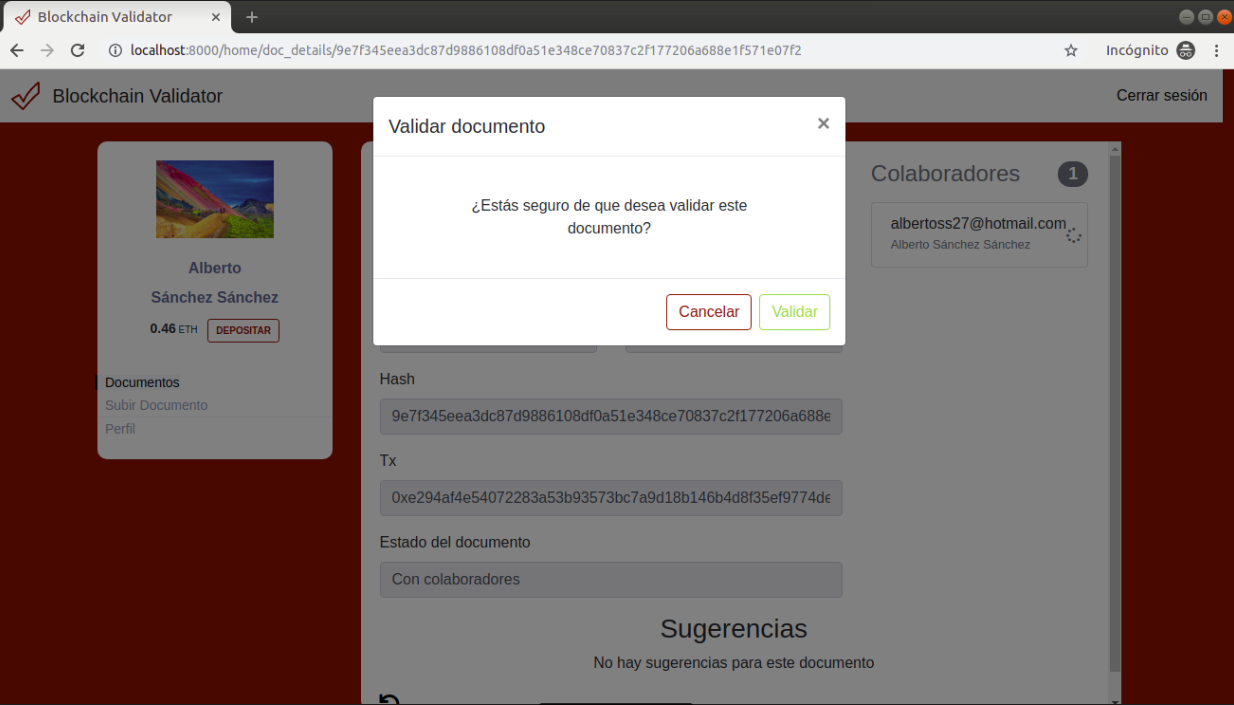 Blockchain Validator
localhost:8000/home/doc_details/9e7f345eea3dc87d9886108df0a51e348ce70837c2f177206a688e1f571e07f2
Incógnito
Blockchain Validator
Cerrar sesión
Alberto
Sánchez Sánchez
0.46 ETH DEPOSITAR
Documentos
Subir Documento
Perfil
Validar documento
×
¿Estás seguro de que desea validar este
documento?
Cancelar Validar
Hash
9e7f345eea3dc87d9886108df0a51e348ce70837c2f177206a688e
Tx
0xe294af4e54072283a53b93573bc7a9d18b146b4d8f35ef9774de
Estado del documento
Con colaboradores
Sugerencias
No hay sugerencias para este documento
Colaboradores 1
albertoss27@hotmail.com
Alberto Sánchez Sánchez